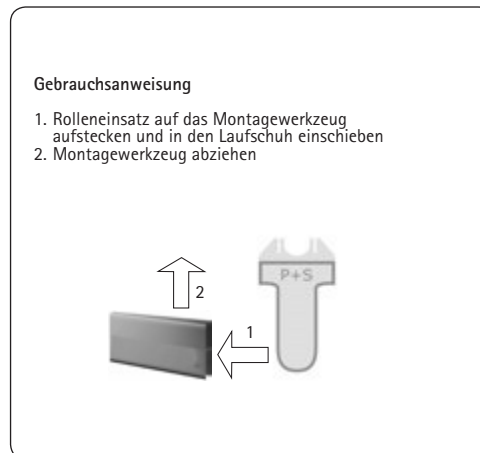 Gebrauchsanweisung
1. Rolleneinsatz auf das Montagewerkzeug
aufstecken und in den Laufschuh einschieben
2. Montagewerkzeug abziehen
P+S
2
1